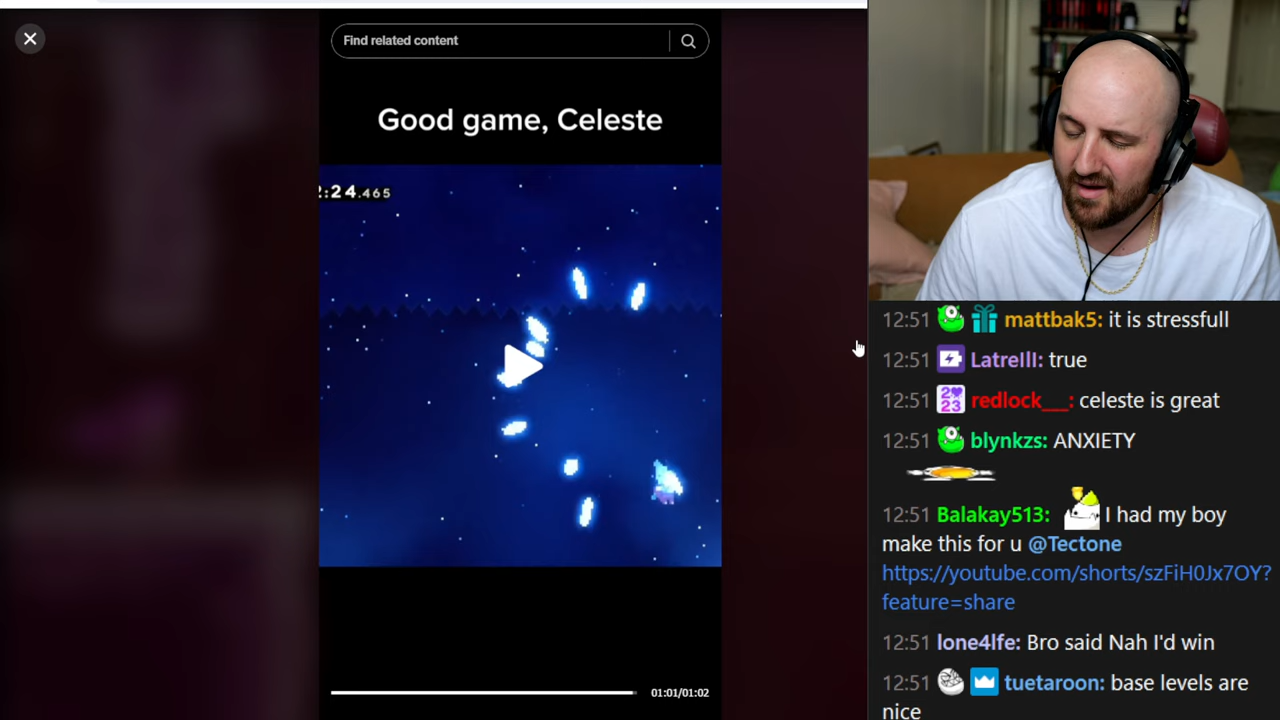 Find related content
Good game, Celeste
:24.465
01:01/01:02
12:51 mattbak5: it is stressfull
12:51 Latrelll: true
12:51 redlock___: celeste is great
12:51 blynkzs: ANXIETY
12:51 Balakay513: I had my boy
make this for u @Tectone
https://youtube.com/shorts/szFiH0Jx7OY?
feature=share
12:51 lone4lfe: Bro said Nah I'd win
12:51 tuetaroon: base levels are
nice